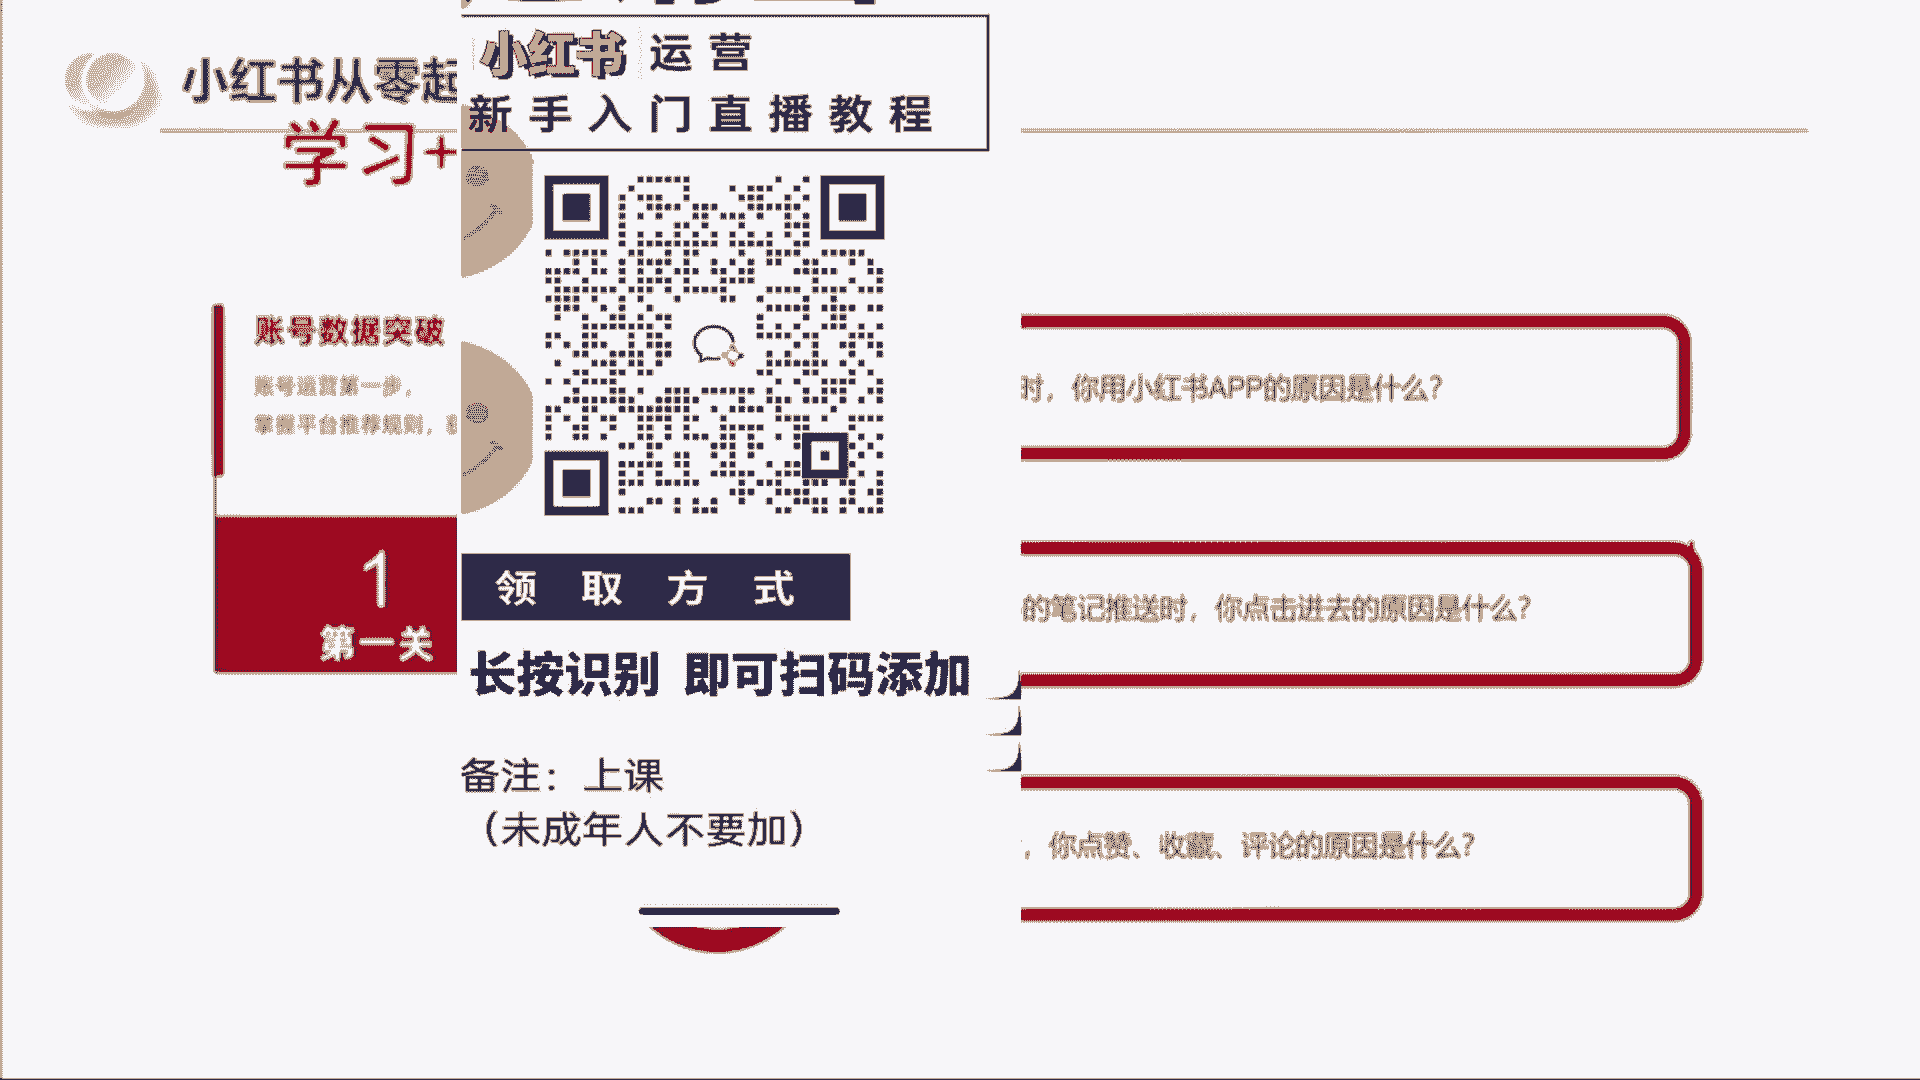 小红书从零起
学习+
账号数据突破
账号运营第一步，
掌握平台推荐规则，
1
第一关
小红书 运营
新手入门直播教程
领取方式
长按识别 即可扫码添加
备注：上课
（未成年人不要加）
时，你用小红书APP的原因是什么？
的笔记推送时，你点击进去的原因是什么？
，你点赞、收藏、评论的原因是什么？